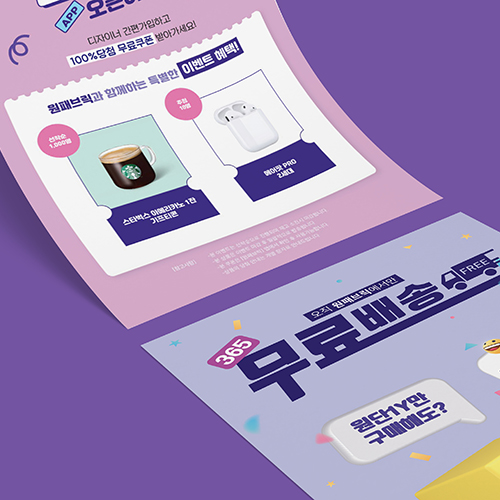 APP
디자이너 간편가입하고
100%당첨 무료쿠폰 받아가세요!
원패브릭과 함께하는 특별한 이벤트 혜택!
선착순
1,000명
추첨
10명
스타벅스 아메리카노 1잔
기프티콘
에어팟 PRO
2세대
오직 원패브릭에서만
365
무료배송
FREE
원단1Y만
구매해도?